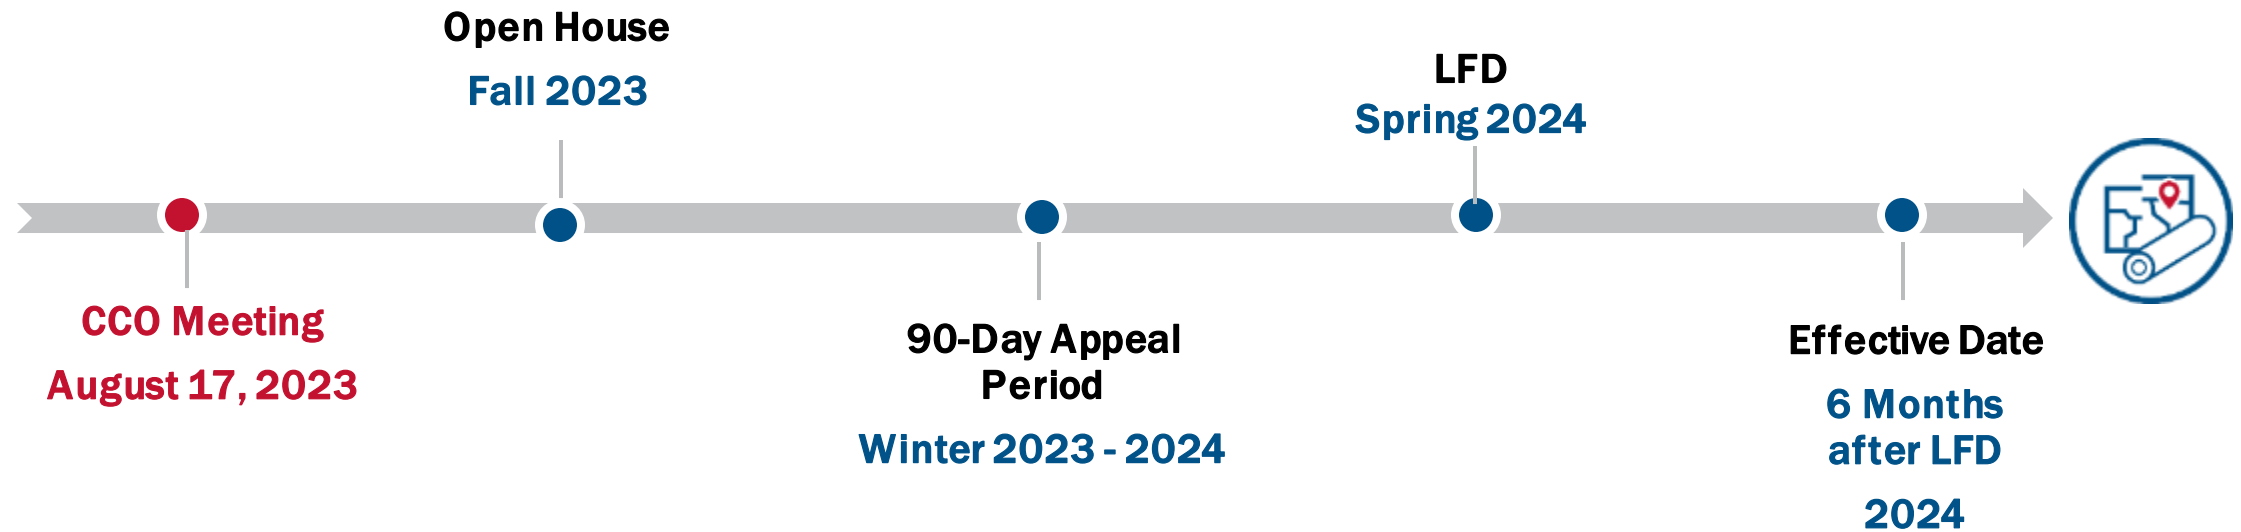 CCO Meeting
August 17, 2023
Open House
Fall 2023
90-Day Appeal
Period
Winter 2023 - 2024
LFD
Spring 2024
Effective Date
6 Months
after LFD
2024